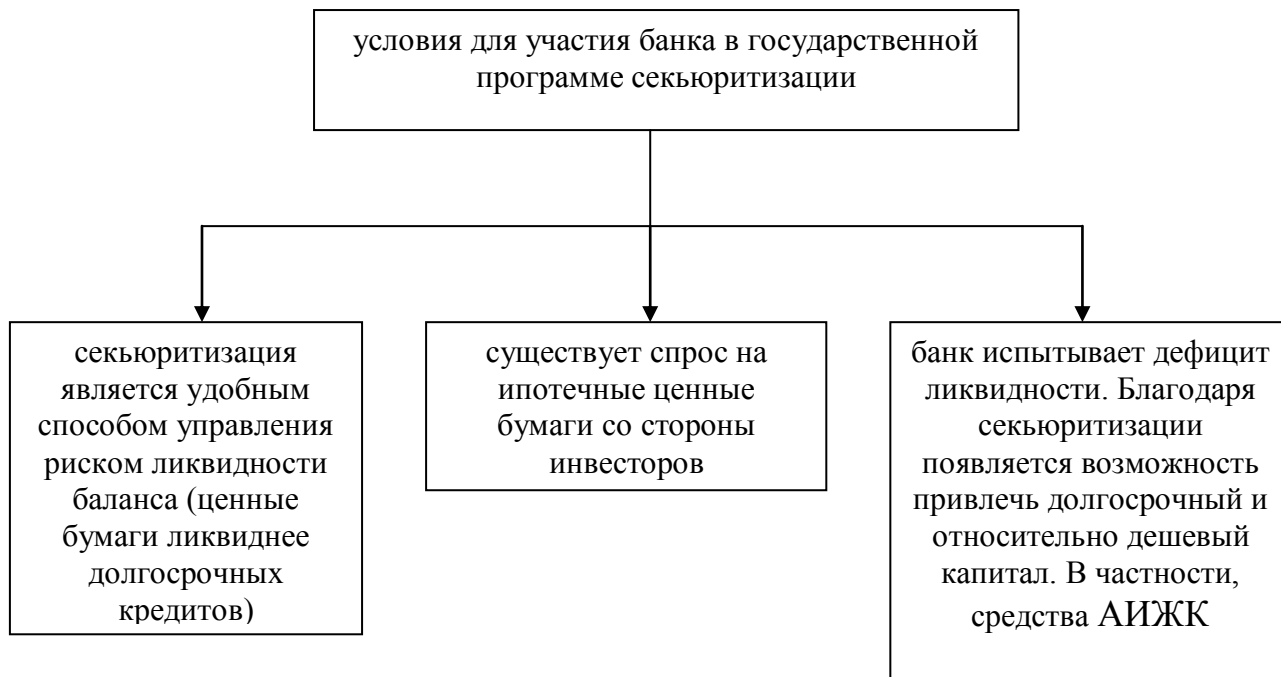 условия для участия банка в государственной
программе секьюритизации
секьюритизация
является удобным
способом управления
риском ликвидности
баланса (ценные
бумаги ликвиднее
долгосрочных
кредитов)
существует спрос на
ипотечные ценные
бумаги со стороны
инвесторов
банк испытывает дефицит
ликвидности. Благодаря
секьюритизации
появляется возможность
привлечь долгосрочный и
относительно дешевый
капитал. В частности,
средства АИЖК